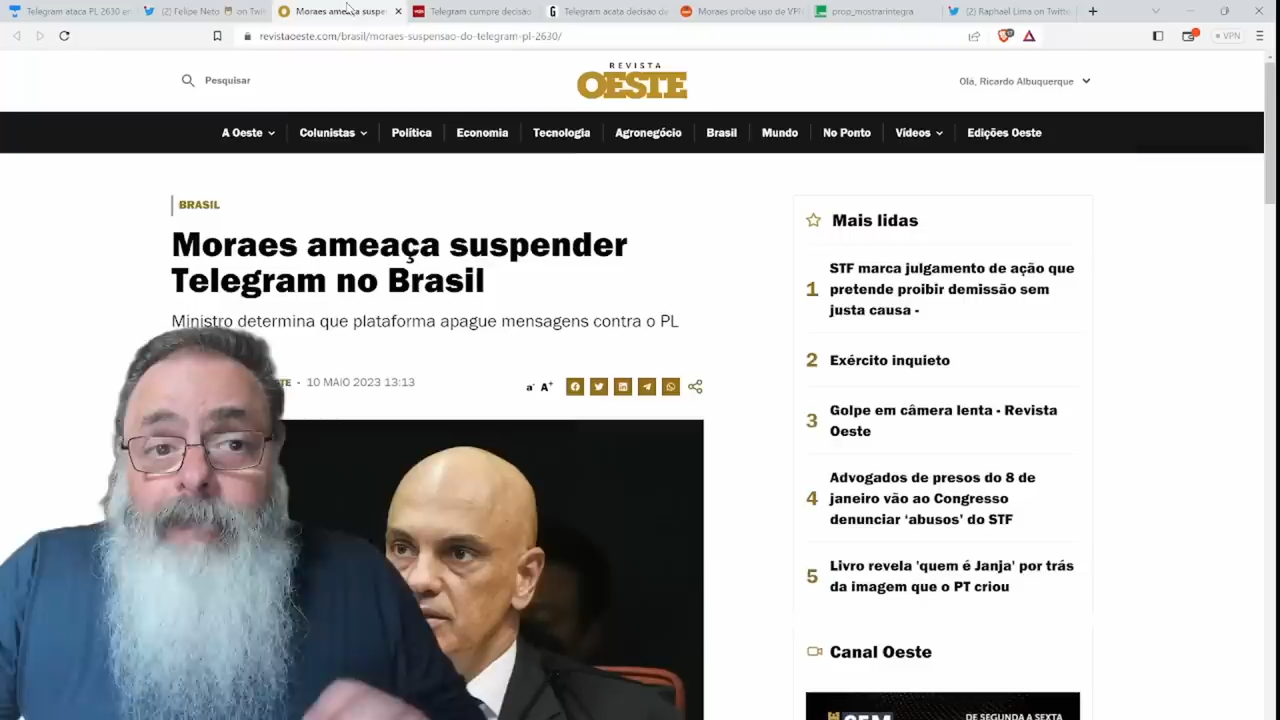 Telegram ataca PL 2630 em
(2) Felipe Neto on Twitt
Moraes ameaça suspen
Telegram cumpre decisão
Telegram acata decisão de
Moraes proíbe uso de VPN
prop_mostrarintegra
(2) Raphael Lima on Twitte
revistaoeste.com/brasil/moraes-suspensao-do-telegram-pl-2630/
VPN
Pesquisar
REVISTA
OESTE
Olá, Ricardo Albuquerque
A Oeste
Colunistas
Política
Economia
Tecnologia
Agronegócio
Brasil
Mundo
No Ponto
Vídeos
Edições Oeste
BRASIL
Moraes ameaça suspender
Telegram no Brasil
Ministro determina que plataforma apague mensagens contra o PL
TE - 10 MAIO 2023 13:13
a- A+
Mais lidas
1 STF marca julgamento de ação que
pretende proibir demissão sem
justa causa -
2 Exército inquieto
3 Golpe em câmera lenta - Revista
Oeste
4 Advogados de presos do 8 de
janeiro vão ao Congresso
denunciar ‘abusos’ do STF
5 Livro revela 'quem é Janja' por trás
da imagem que o PT criou
Canal Oeste
DE SEGUNDA A SEXTA